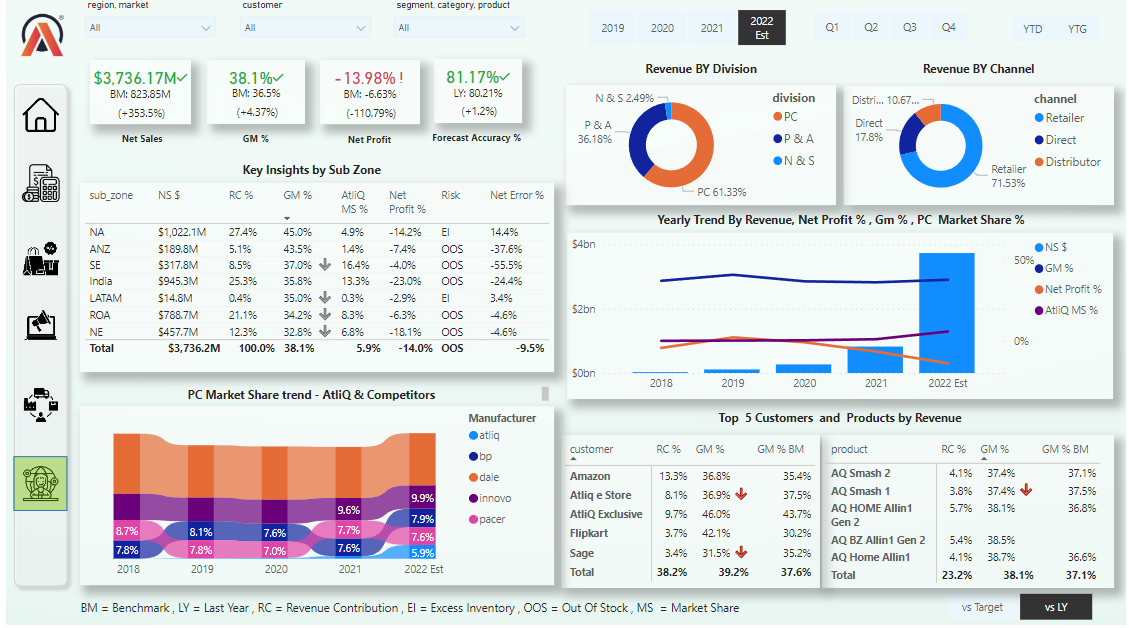 region, market customer segment, category, product
All All All
2019 2020 2021 2022 Est Q1 Q2 Q3 Q4 YTD YTG
$3,736.17M✓ 38.1%✓ -13.98% ! 81.17%✓
BM: 823.85M BM: 36.5% BM: -6.63% LY: 80.21%
(+353.5%) (+4.37%) (-110.79%) (+1.2%)
Net Sales GM % Net Profit Forecast Accuracy %
Revenue BY Division
N & S 2.49%
P & A
36.18%
PC 61.33%
division
PC
P & A
N & S
Revenue BY Channel
Distri... 10.67...
Direct
17.8%
Retailer
71.53%
channel
Retailer
Direct
Distributor
Key Insights by Sub Zone
sub_zone NS $ RC % GM % AtliQ MS % Net Profit % Risk Net Error %
NA $1,022.1M 27.4% 45.0% 4.9% -14.2% EI 14.4%
ANZ $189.8M 5.1% 43.5% 1.4% -7.4% OOS -37.6%
SE $317.8M 8.5% 37.0% 16.4% -4.0% OOS -55.5%
India $945.3M 25.3% 35.8% 13.3% -23.0% OOS -24.4%
LATAM $14.8M 0.4% 35.0% 0.3% -2.9% EI 3.4%
ROA $788.7M 21.1% 34.2% 8.3% -6.3% OOS -4.6%
NE $457.7M 12.3% 32.8% 6.8% -18.1% OOS -4.6%
Total $3,736.2M 100.0% 38.1% 5.9% -14.0% OOS -9.5%
Yearly Trend By Revenue, Net Profit % , Gm % , PC Market Share %
$4bn
$2bn
$0bn
50%
0%
2018 2019 2020 2021 2022 Est
NS $
GM %
Net Profit %
AtliQ MS %
PC Market Share trend - AtliQ & Competitors
Manufacturer
atliq
bp
dale
innovo
pacer
9.9%
9.6% 7.9%
8.7% 8.1% 7.6% 7.7% 7.6%
7.8% 7.8% 7.0% 7.6% 5.9%
2018 2019 2020 2021 2022 Est
Top 5 Customers and Products by Revenue
customer RC % GM % GM % BM
Amazon 13.3% 36.8% 35.4%
Atliq e Store 8.1% 36.9% 37.5%
AtliQ Exclusive 9.7% 46.0% 43.7%
Flipkart 3.7% 42.1% 30.2%
Sage 3.4% 31.5% 35.2%
Total 38.2% 39.2% 37.6%
product RC % GM % GM % BM
AQ Smash 2 4.1% 37.4% 37.1%
AQ Smash 1 3.8% 37.4% 37.5%
AQ HOME Allin1 5.7% 38.1% 36.8%
Gen 2
AQ BZ Allin1 Gen 2 5.4% 38.5%
AQ Home Allin1 4.1% 38.7% 36.6%
Total 23.2% 38.1% 37.1%
BM = Benchmark , LY = Last Year , RC = Revenue Contribution , EI = Excess Inventory , OOS = Out Of Stock , MS = Market Share
vs Target vs LY